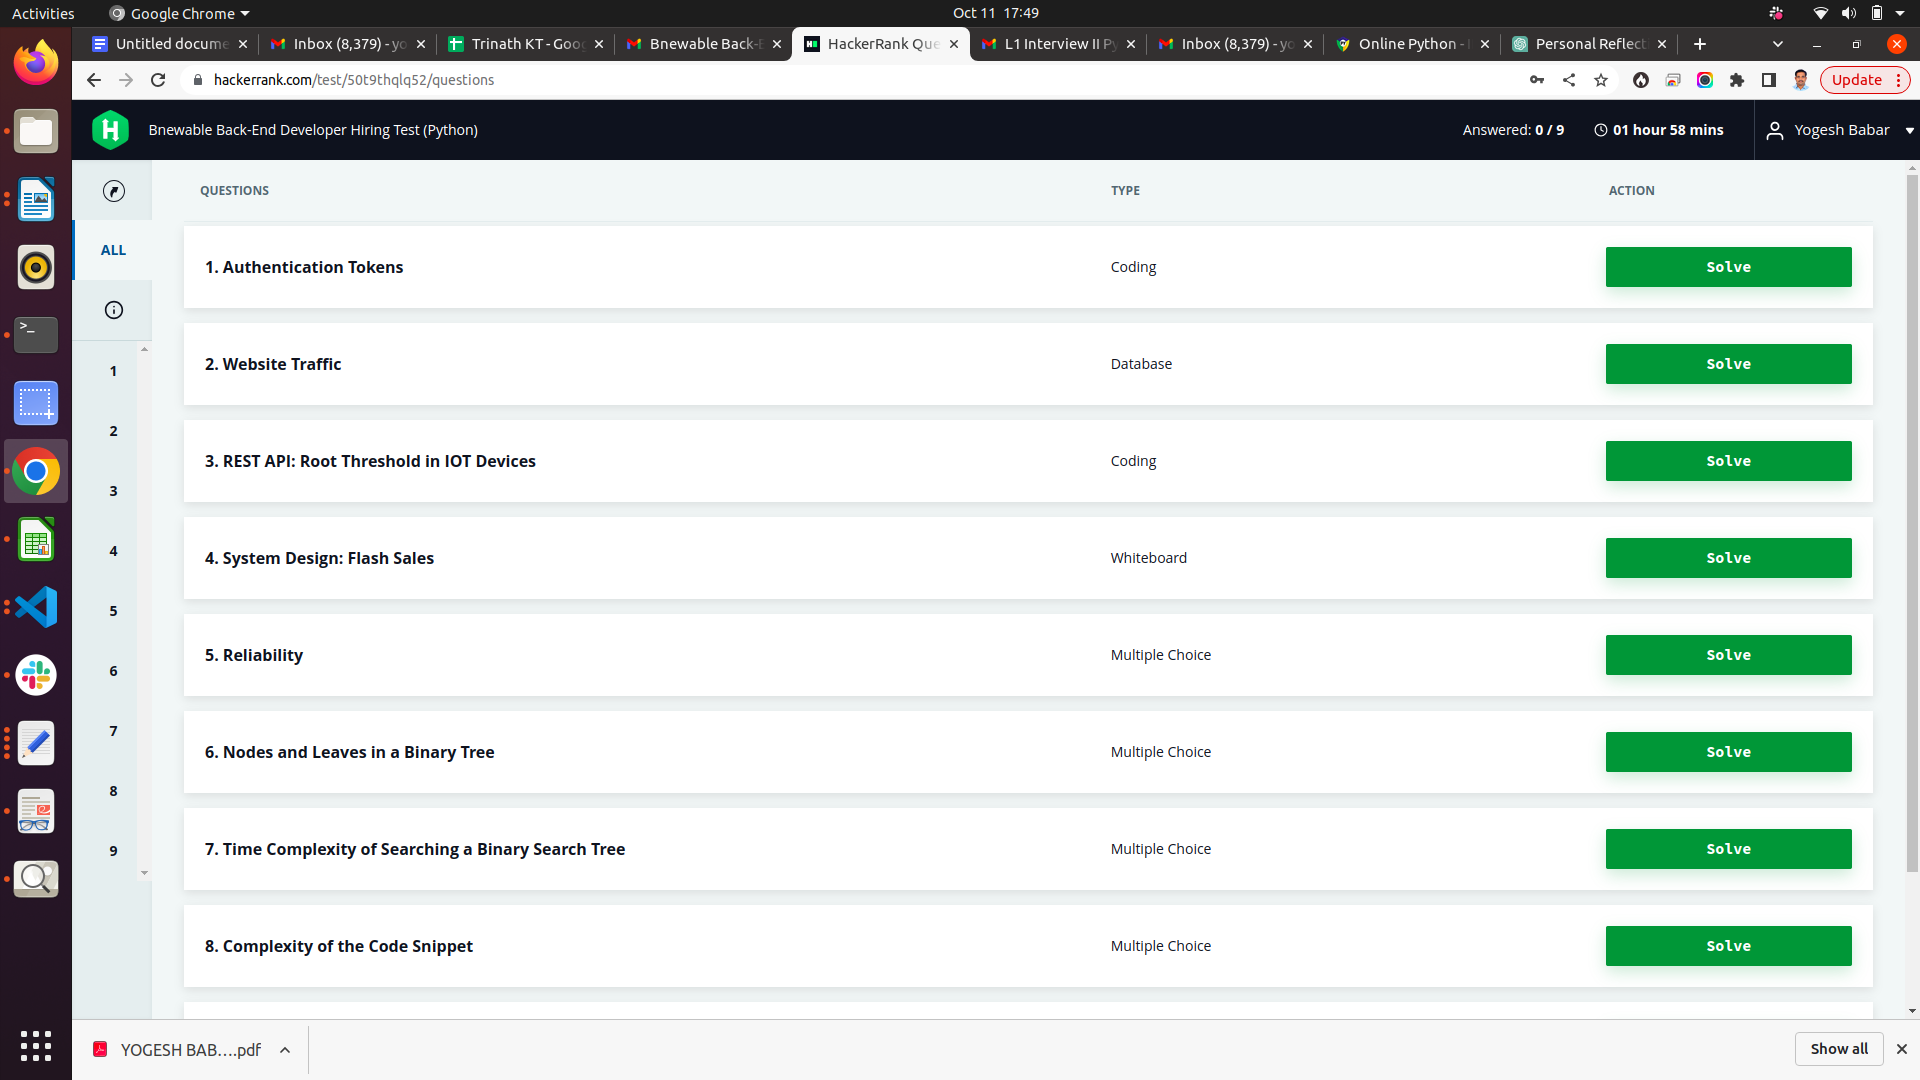 Activities
Google Chrome
Oct 11 17:49
Untitled docume
Inbox (8,379) - yo
Trinath KT - Goo
Bnewable Back-E
HackerRank Que
L1 Interview II Py
Inbox (8,379) - yo
Online Python - I
Personal Reflect
hackerrank.com/test/50t9thqlq52/questions
Update
Bnewable Back-End Developer Hiring Test (Python)
Answered: 0 / 9
01 hour 58 mins
Yogesh Babar
QUESTIONS
TYPE
ACTION
ALL
1
2
3
4
5
6
7
8
9
1. Authentication Tokens
Coding
Solve
2. Website Traffic
Database
Solve
3. REST API: Root Threshold in IOT Devices
Coding
Solve
4. System Design: Flash Sales
Whiteboard
Solve
5. Reliability
Multiple Choice
Solve
6. Nodes and Leaves in a Binary Tree
Multiple Choice
Solve
7. Time Complexity of Searching a Binary Search Tree
Multiple Choice
Solve
8. Complexity of the Code Snippet
Multiple Choice
Solve
YOGESH BAB....pdf
Show all